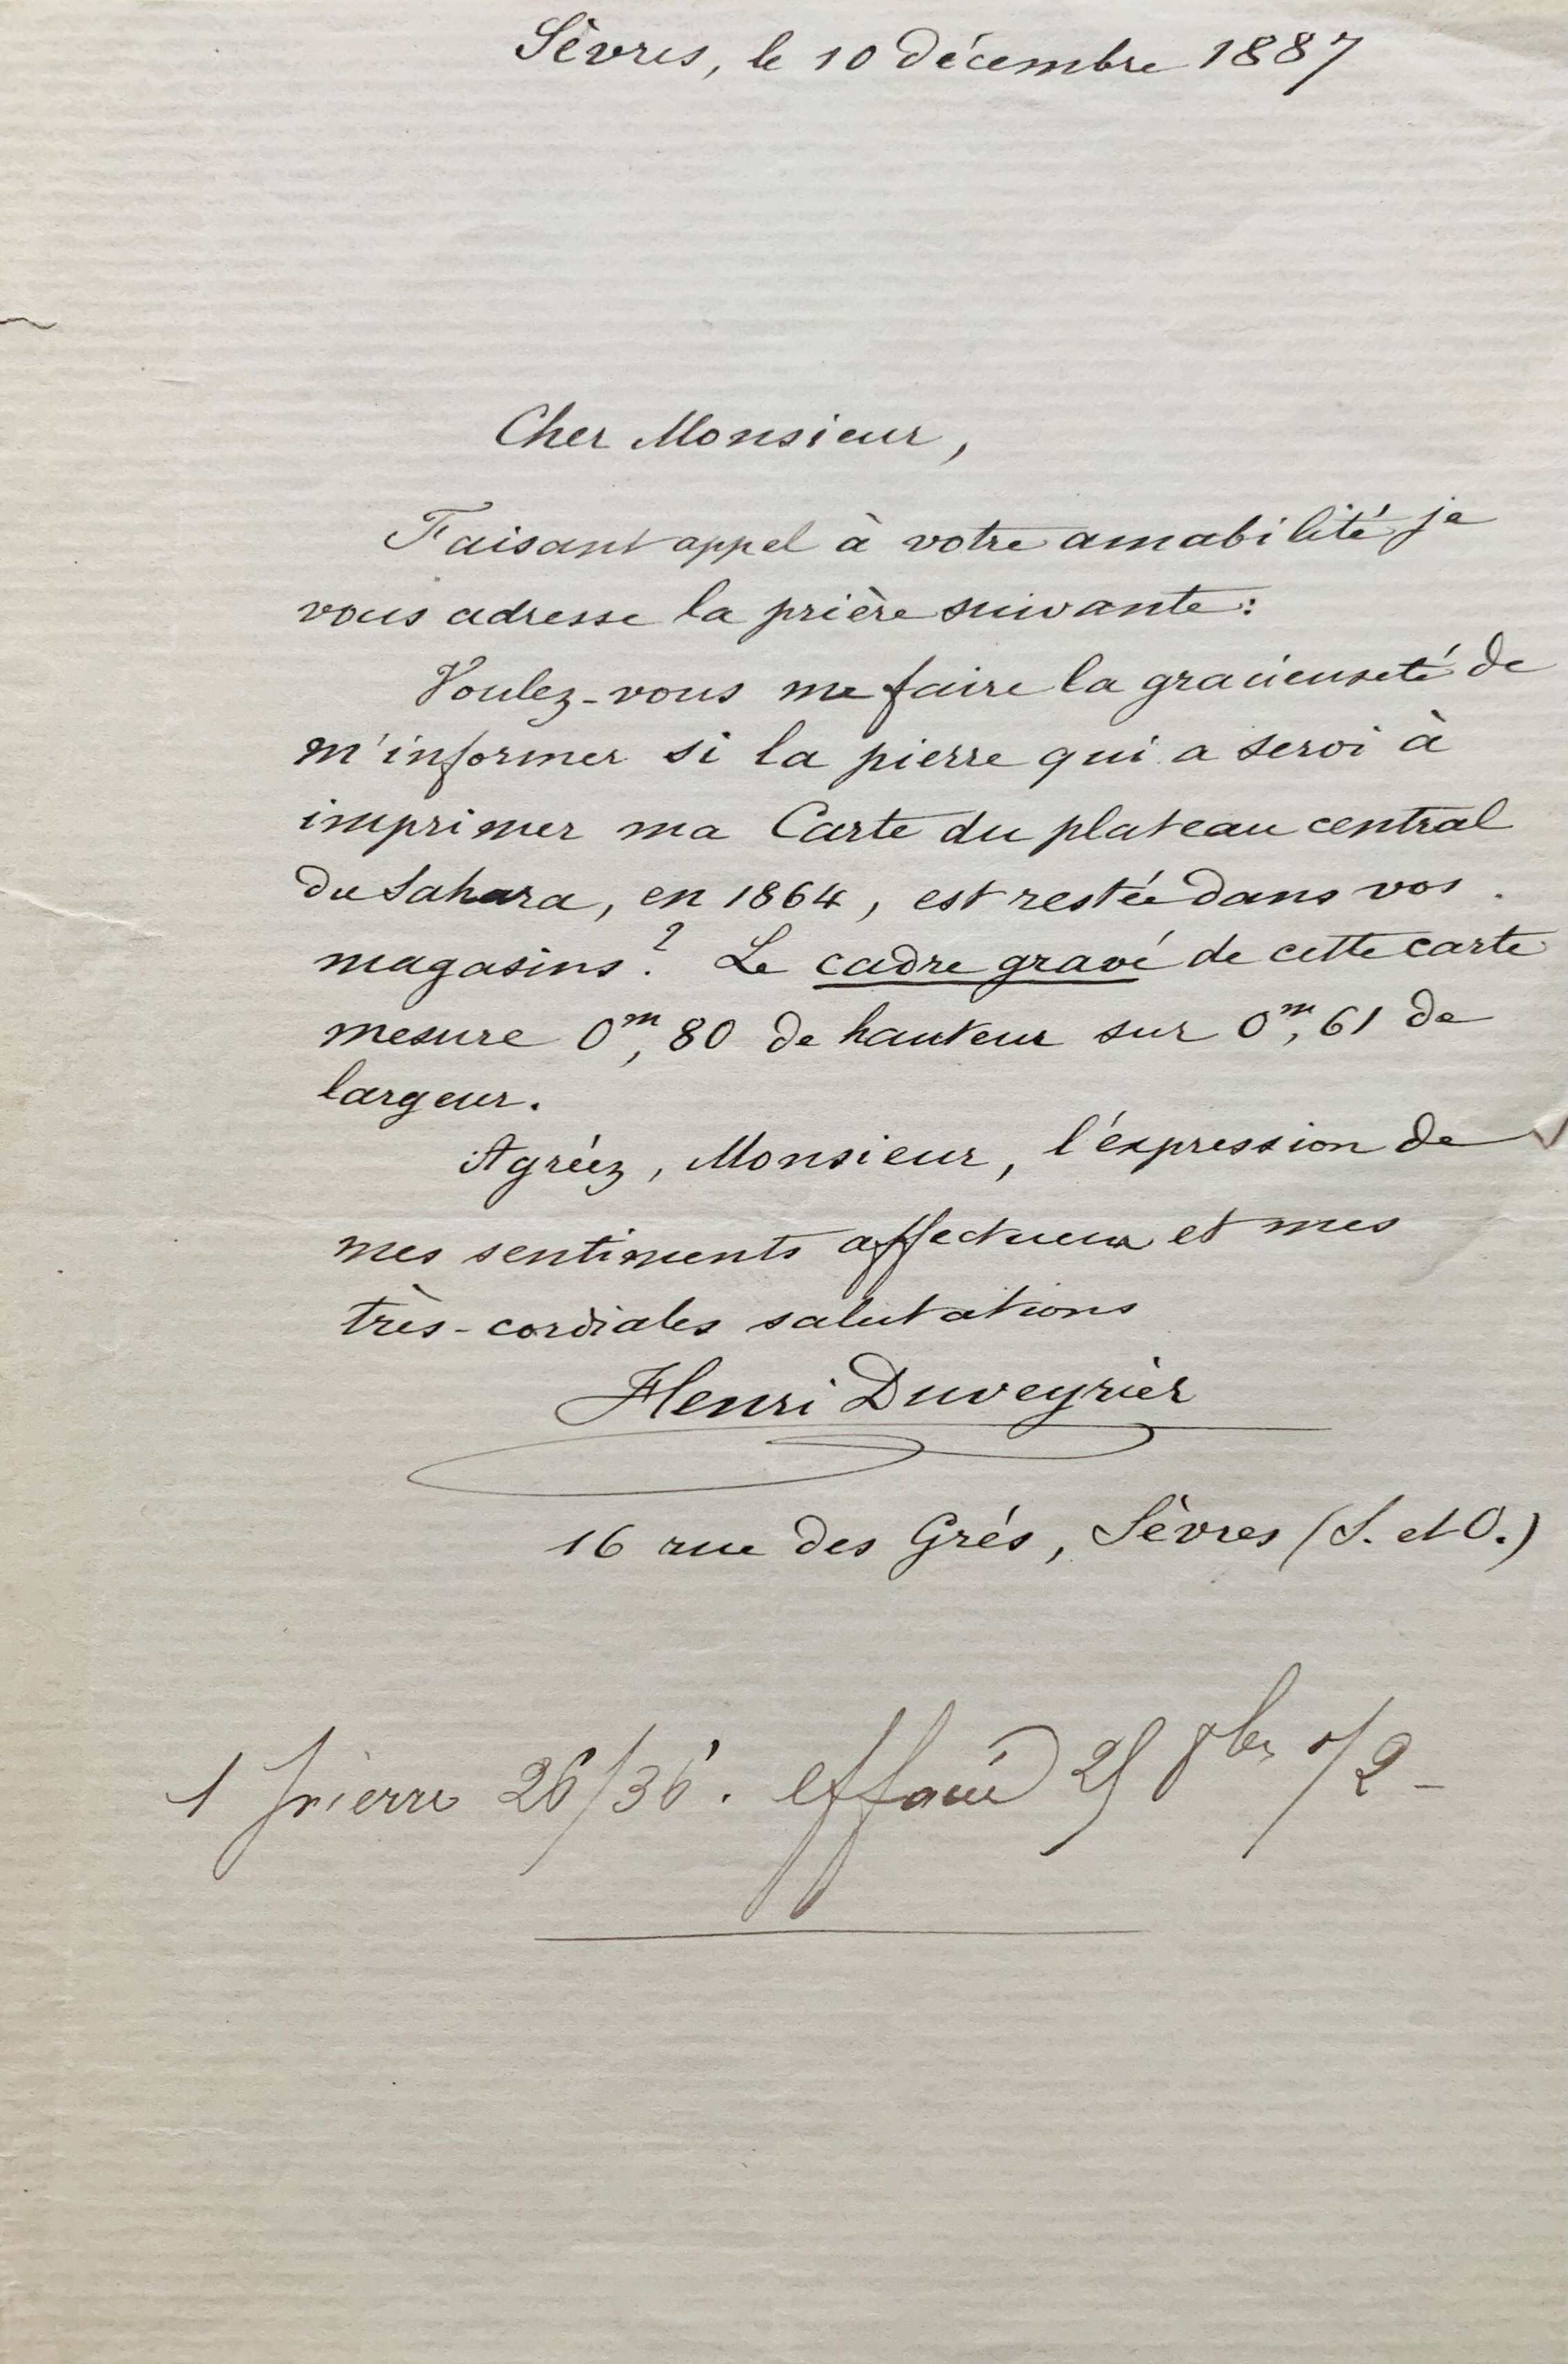 Sèvres, le 10 décembre 1887
Cher Monsieur,
Faisant appel à votre amabilité je
vous adresse la prière suivante:
Voulez-vous me faire la gracieuseté de
m'informer si la pierre qui a servi à
imprimer ma Carte du plateau central
du Sahara, en 1864, est restée dans vos
magasins? Le cadre gravé de cette carte
mesure 0m,80 de hauteur sur 0m,61 de
largeur.
Agréez, Monsieur, l'expression de
mes sentiments affectueux et mes
très-cordiales salutations
Henri Duveyrier
16 rue des Grés, Sèvres (S. et O.)
1 pierre 26/36. effacé 8bre